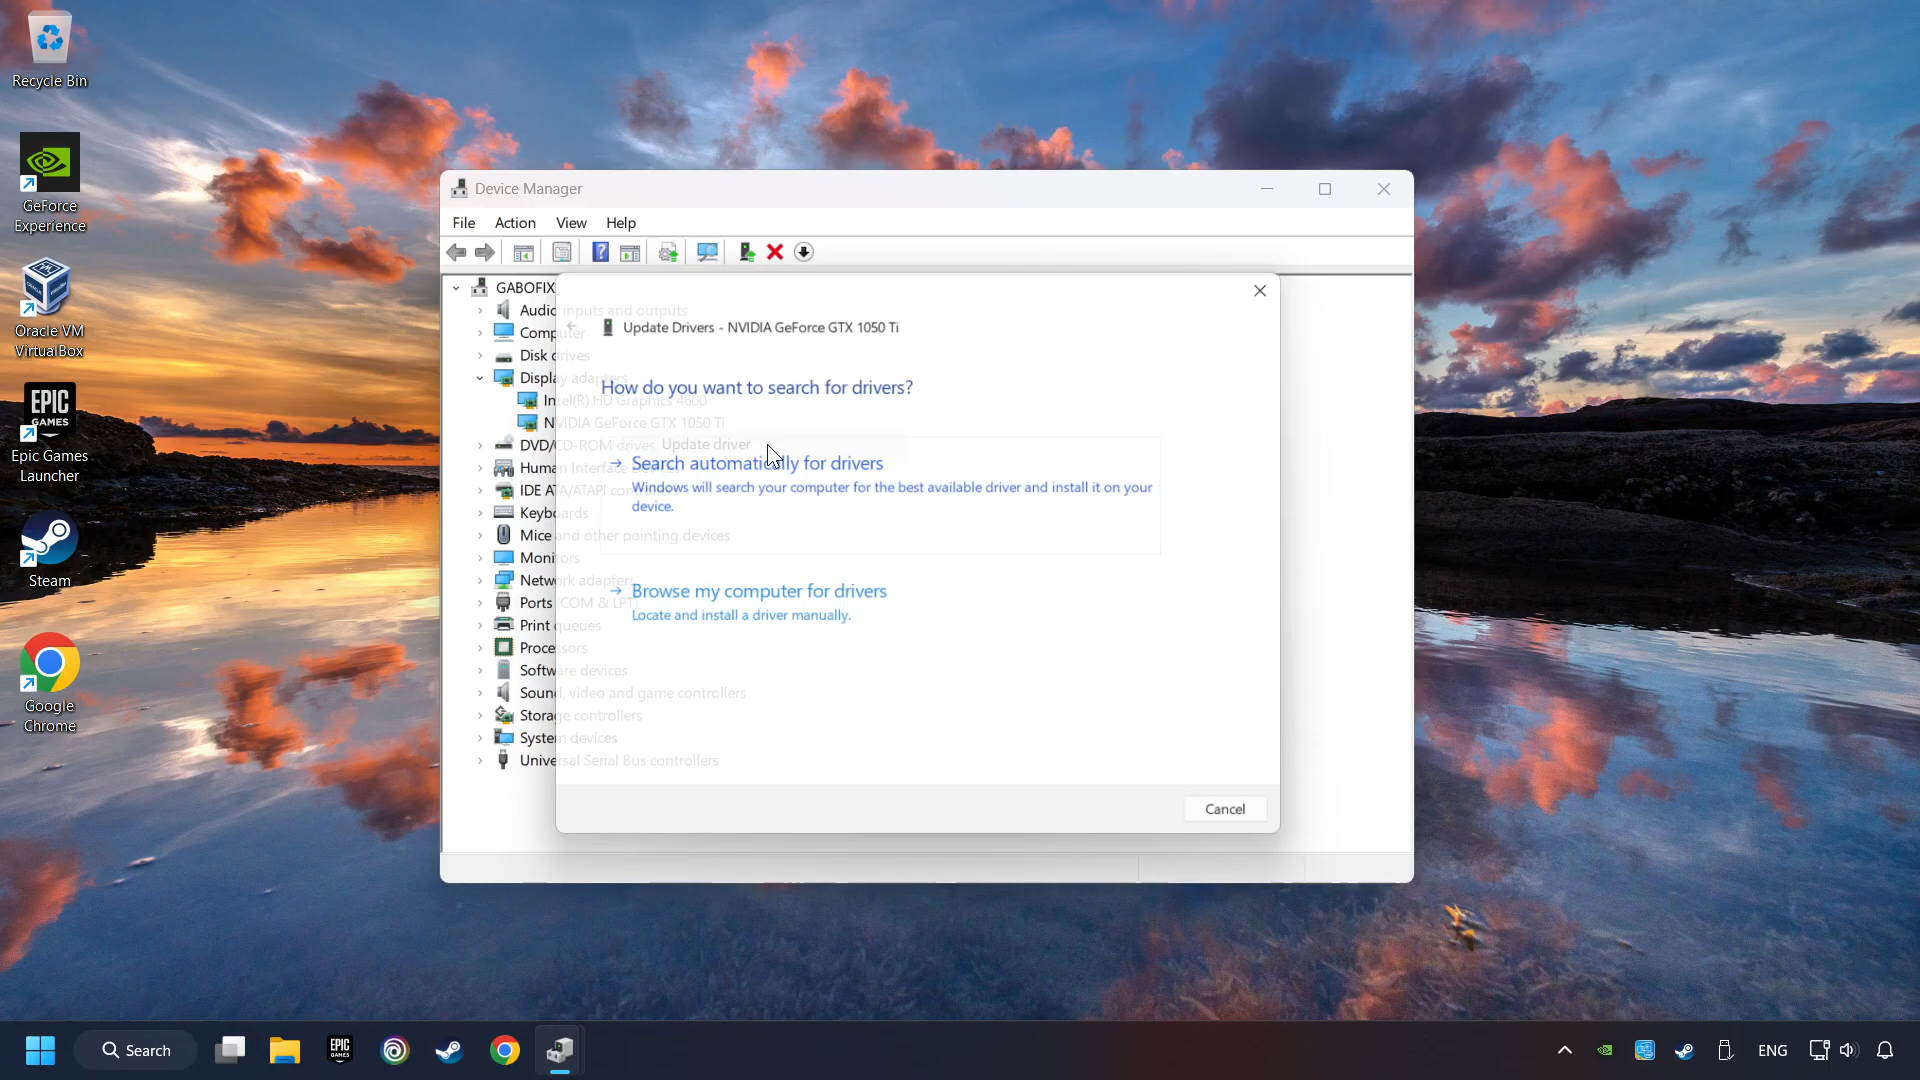 Recycle Bin
GeForce
Experience
Oracle VM
VirtualBox
EPIC
GAMES
Epic Games
Launcher
Steam
Google
Chrome
Device Manager
File Action View Help
GABOFIX
Audio inputs and outputs
Computer
Disk drives
Display adapters
Intel(R) HD Graphics 4600
NVIDIA GeForce GTX 1050 Ti
DVD/CD-ROM drives
Human Interface Devices
IDE ATA/ATAPI controllers
Keyboards
Mice and other pointing devices
Monitors
Network adapters
Ports (COM & LPT)
Print queues
Processors
Software devices
Sound, video and game controllers
Storage controllers
System devices
Universal Serial Bus controllers
Update driver
Update Drivers - NVIDIA GeForce GTX 1050 Ti
How do you want to search for drivers?
Search automatically for drivers
Windows will search your computer for the best available driver and install it on your
device.
Browse my computer for drivers
Locate and install a driver manually.
Cancel
Search
EPIC
GAMES
ENG